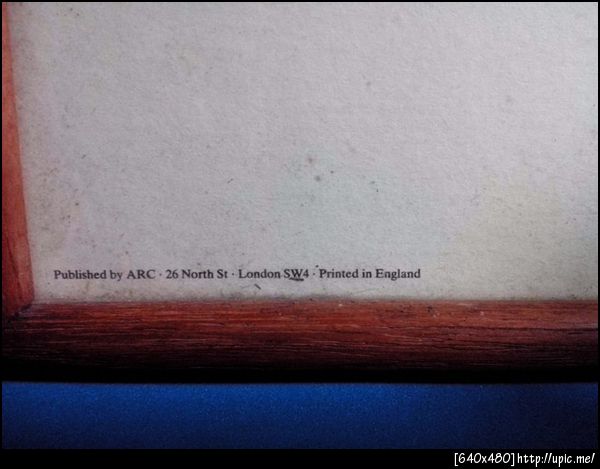 Published by ARC · 26 North St · London SW4 · Printed in England
[640x480]http://upic.me/